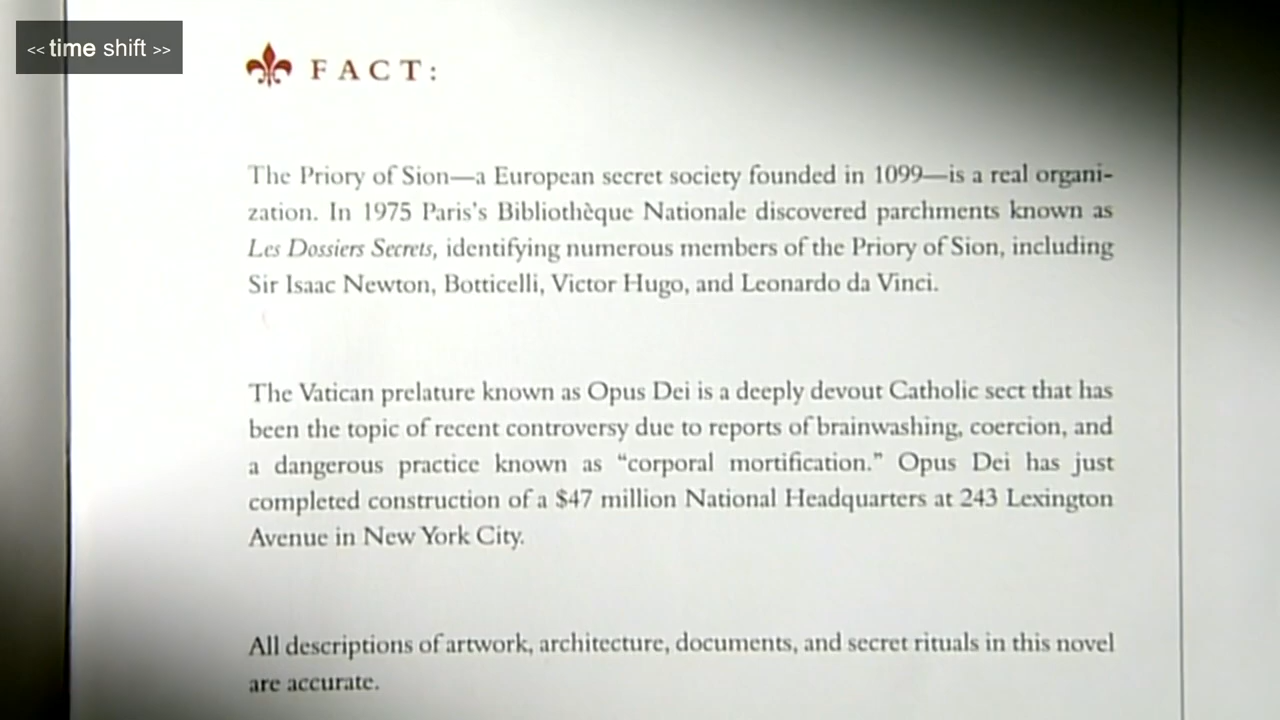 << time shift >>
FACT:
The Priory of Sion—a European secret society founded in 1099—is a real organi-
zation. In 1975 Paris's Bibliothèque Nationale discovered parchments known as
Les Dossiers Secrets, identifying numerous members of the Priory of Sion, including
Sir Isaac Newton, Botticelli, Victor Hugo, and Leonardo da Vinci.
The Vatican prelature known as Opus Dei is a deeply devout Catholic sect that has
been the topic of recent controversy due to reports of brainwashing, coercion, and
a dangerous practice known as “corporal mortification.” Opus Dei has just
completed construction of a $47 million National Headquarters at 243 Lexington
Avenue in New York City.
All descriptions of artwork, architecture, documents, and secret rituals in this novel
are accurate.